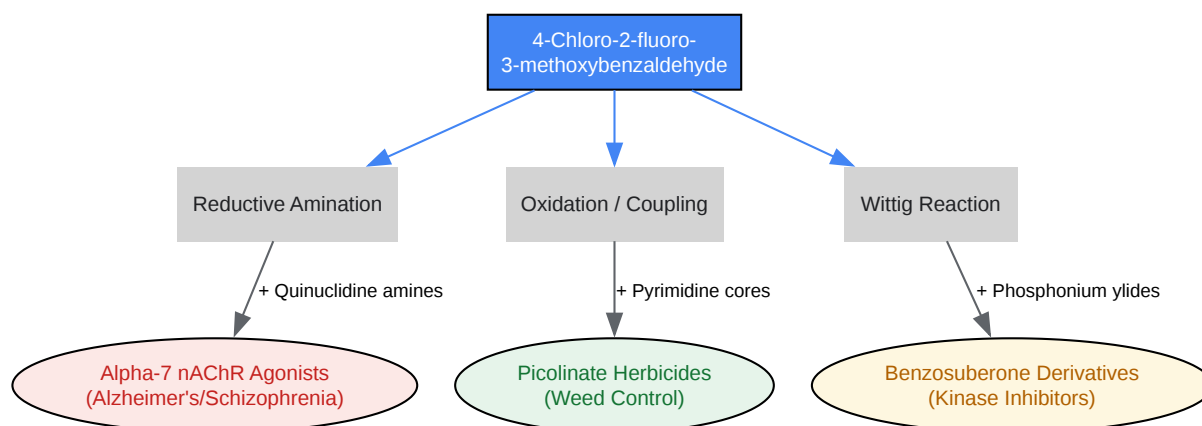 4-Chloro-2-fluoro-
3-methoxybenzaldehyde
Reductive Amination
Oxidation / Coupling
Wittig Reaction
+ Quinuclidine amines
+ Pyrimidine cores
+ Phosphonium ylides
Alpha-7 nAChR Agonists
(Alzheimer's/Schizophrenia)
Picolinate Herbicides
(Weed Control)
Benzosuberone Derivatives
(Kinase Inhibitors)